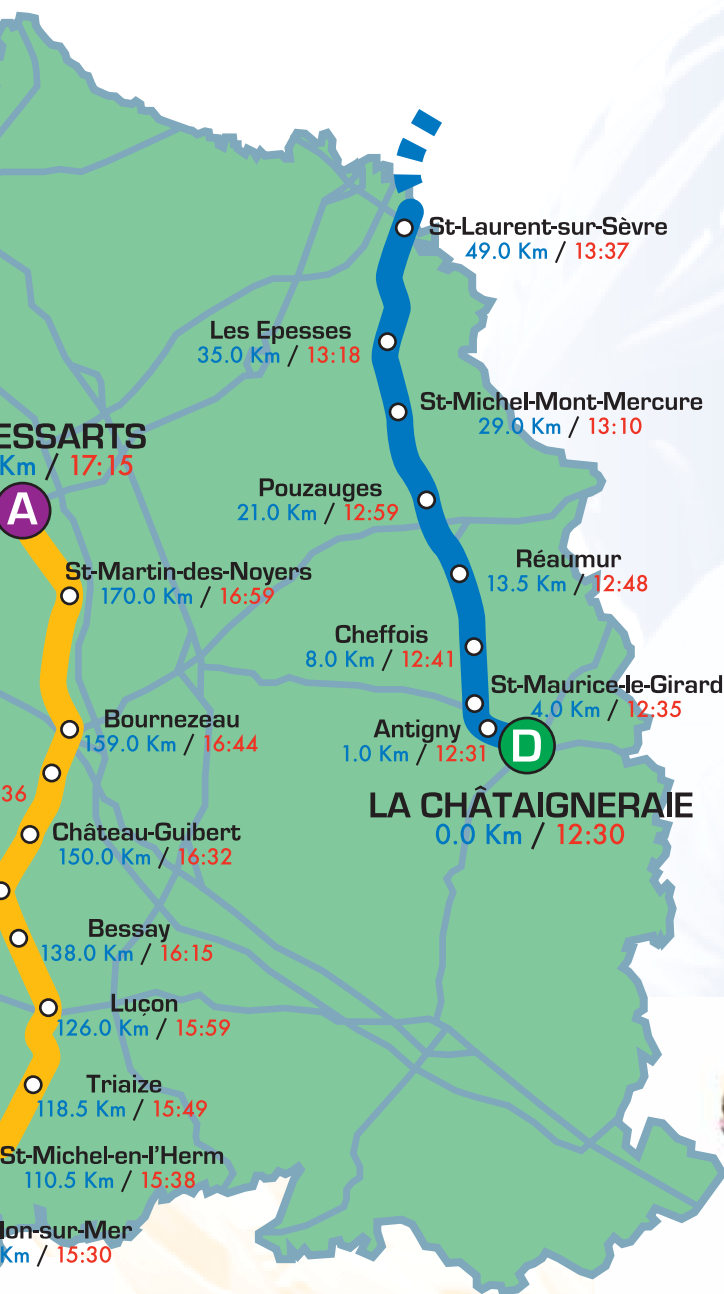 St-Laurent-sur-Sèvre
49.0 Km / 13:37
Les Epesses
35.0 Km / 13:18
St-Michel-Mont-Mercure
29.0 Km / 13:10
ESSARTS
Km / 17:15
A
Pouzauges
21.0 Km / 12:59
Réaumur
13.5 Km / 12:48
St-Martin-des-Noyers
170.0 Km / 16:59
Cheffois
8.0 Km / 12:41
St-Maurice-le-Girard
4.0 Km / 12:35
Antigny
1.0 Km / 12:31
D
LA CHÂTAIGNERAIE
0.0 Km / 12:30
Bournezeau
159.0 Km / 16:44
36
Château-Guibert
150.0 Km / 16:32
Bessay
138.0 Km / 16:15
Luçon
126.0 Km / 15:59
Triaize
118.5 Km / 15:49
St-Michel-en-l'Herm
110.5 Km / 15:38
lon-sur-Mer
Km / 15:30